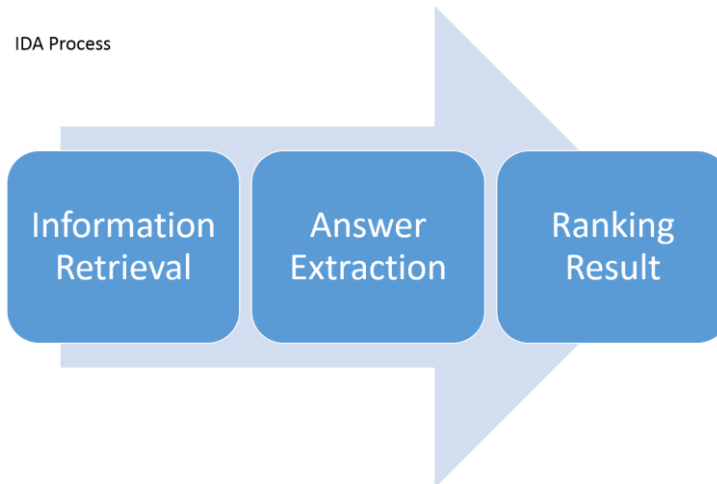 IDA Process
Information
Retrieval
Answer
Extraction
Ranking
Result